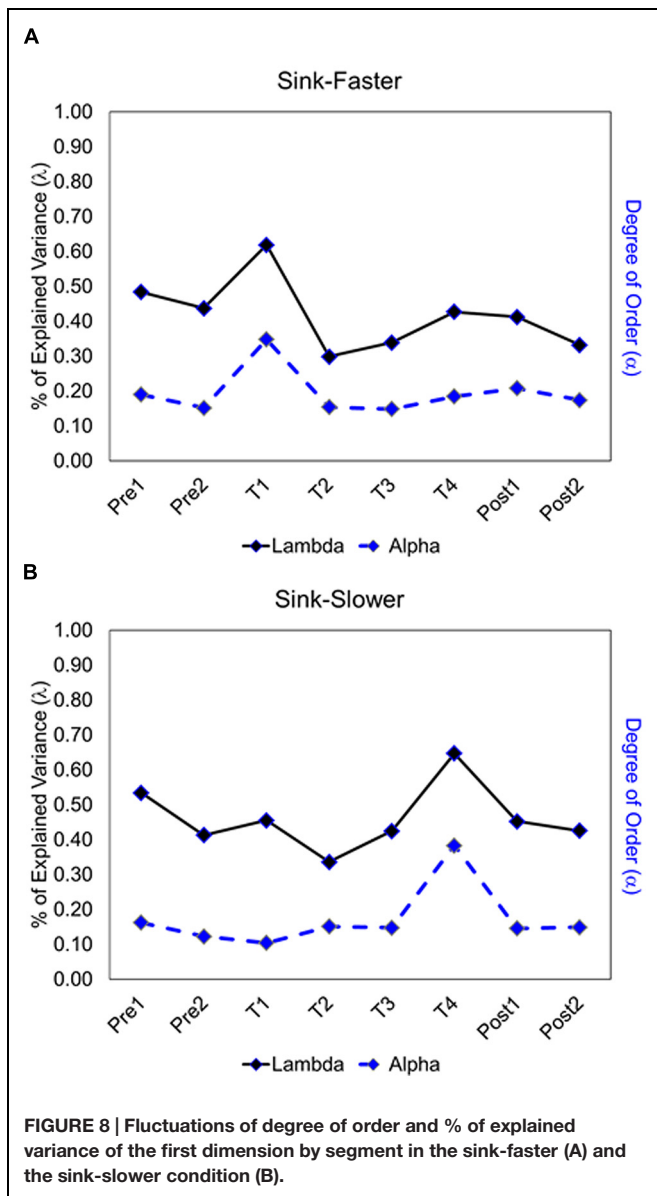 A
Sink-Faster
% of Explained Variance (λ)
1.00
0.90
0.80
0.70
0.60
0.50
0.40
0.30
0.20
0.10
0.00
Degree of Order (α)
Pre1
Pre2
T1
T2
T3
T4
Post1
Post2
Lambda Alpha
B
Sink-Slower
% of Explained Variance (λ)
1.00
0.90
0.80
0.70
0.60
0.50
0.40
0.30
0.20
0.10
0.00
Degree of Order (α)
Pre1
Pre2
T1
T2
T3
T4
Post1
Post2
Lambda Alpha
FIGURE 8 | Fluctuations of degree of order and % of explained
variance of the first dimension by segment in the sink-faster (A) and
the sink-slower condition (B).